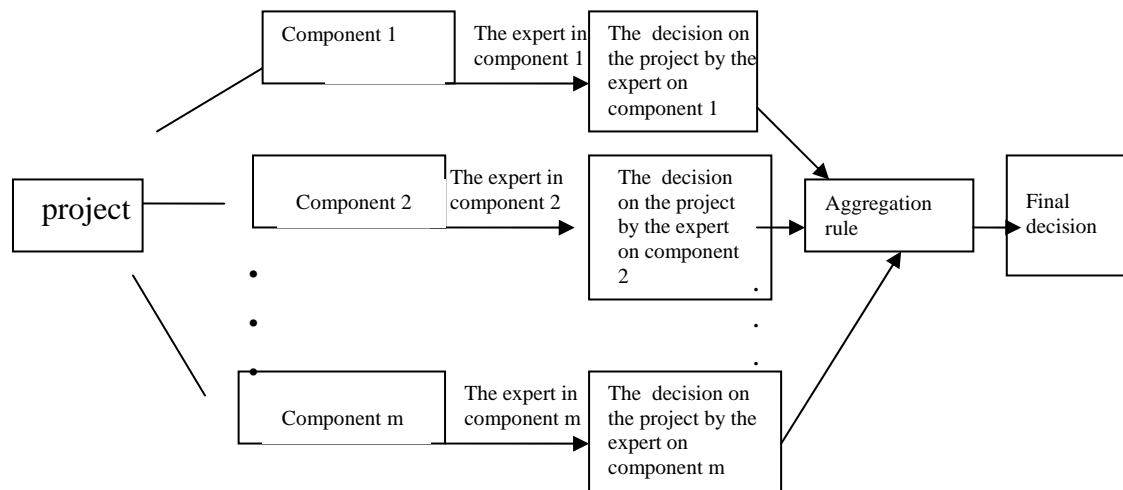 Component 1
The expert in
component 1
The decision on
the project by the
expert on
component 1
project
Component 2
The expert in
component 2
The decision
on the project
by the expert
on component
2
Aggregation
rule
Final
decision
Component m
The expert in
component m
The decision on
the project by the
expert on
component m